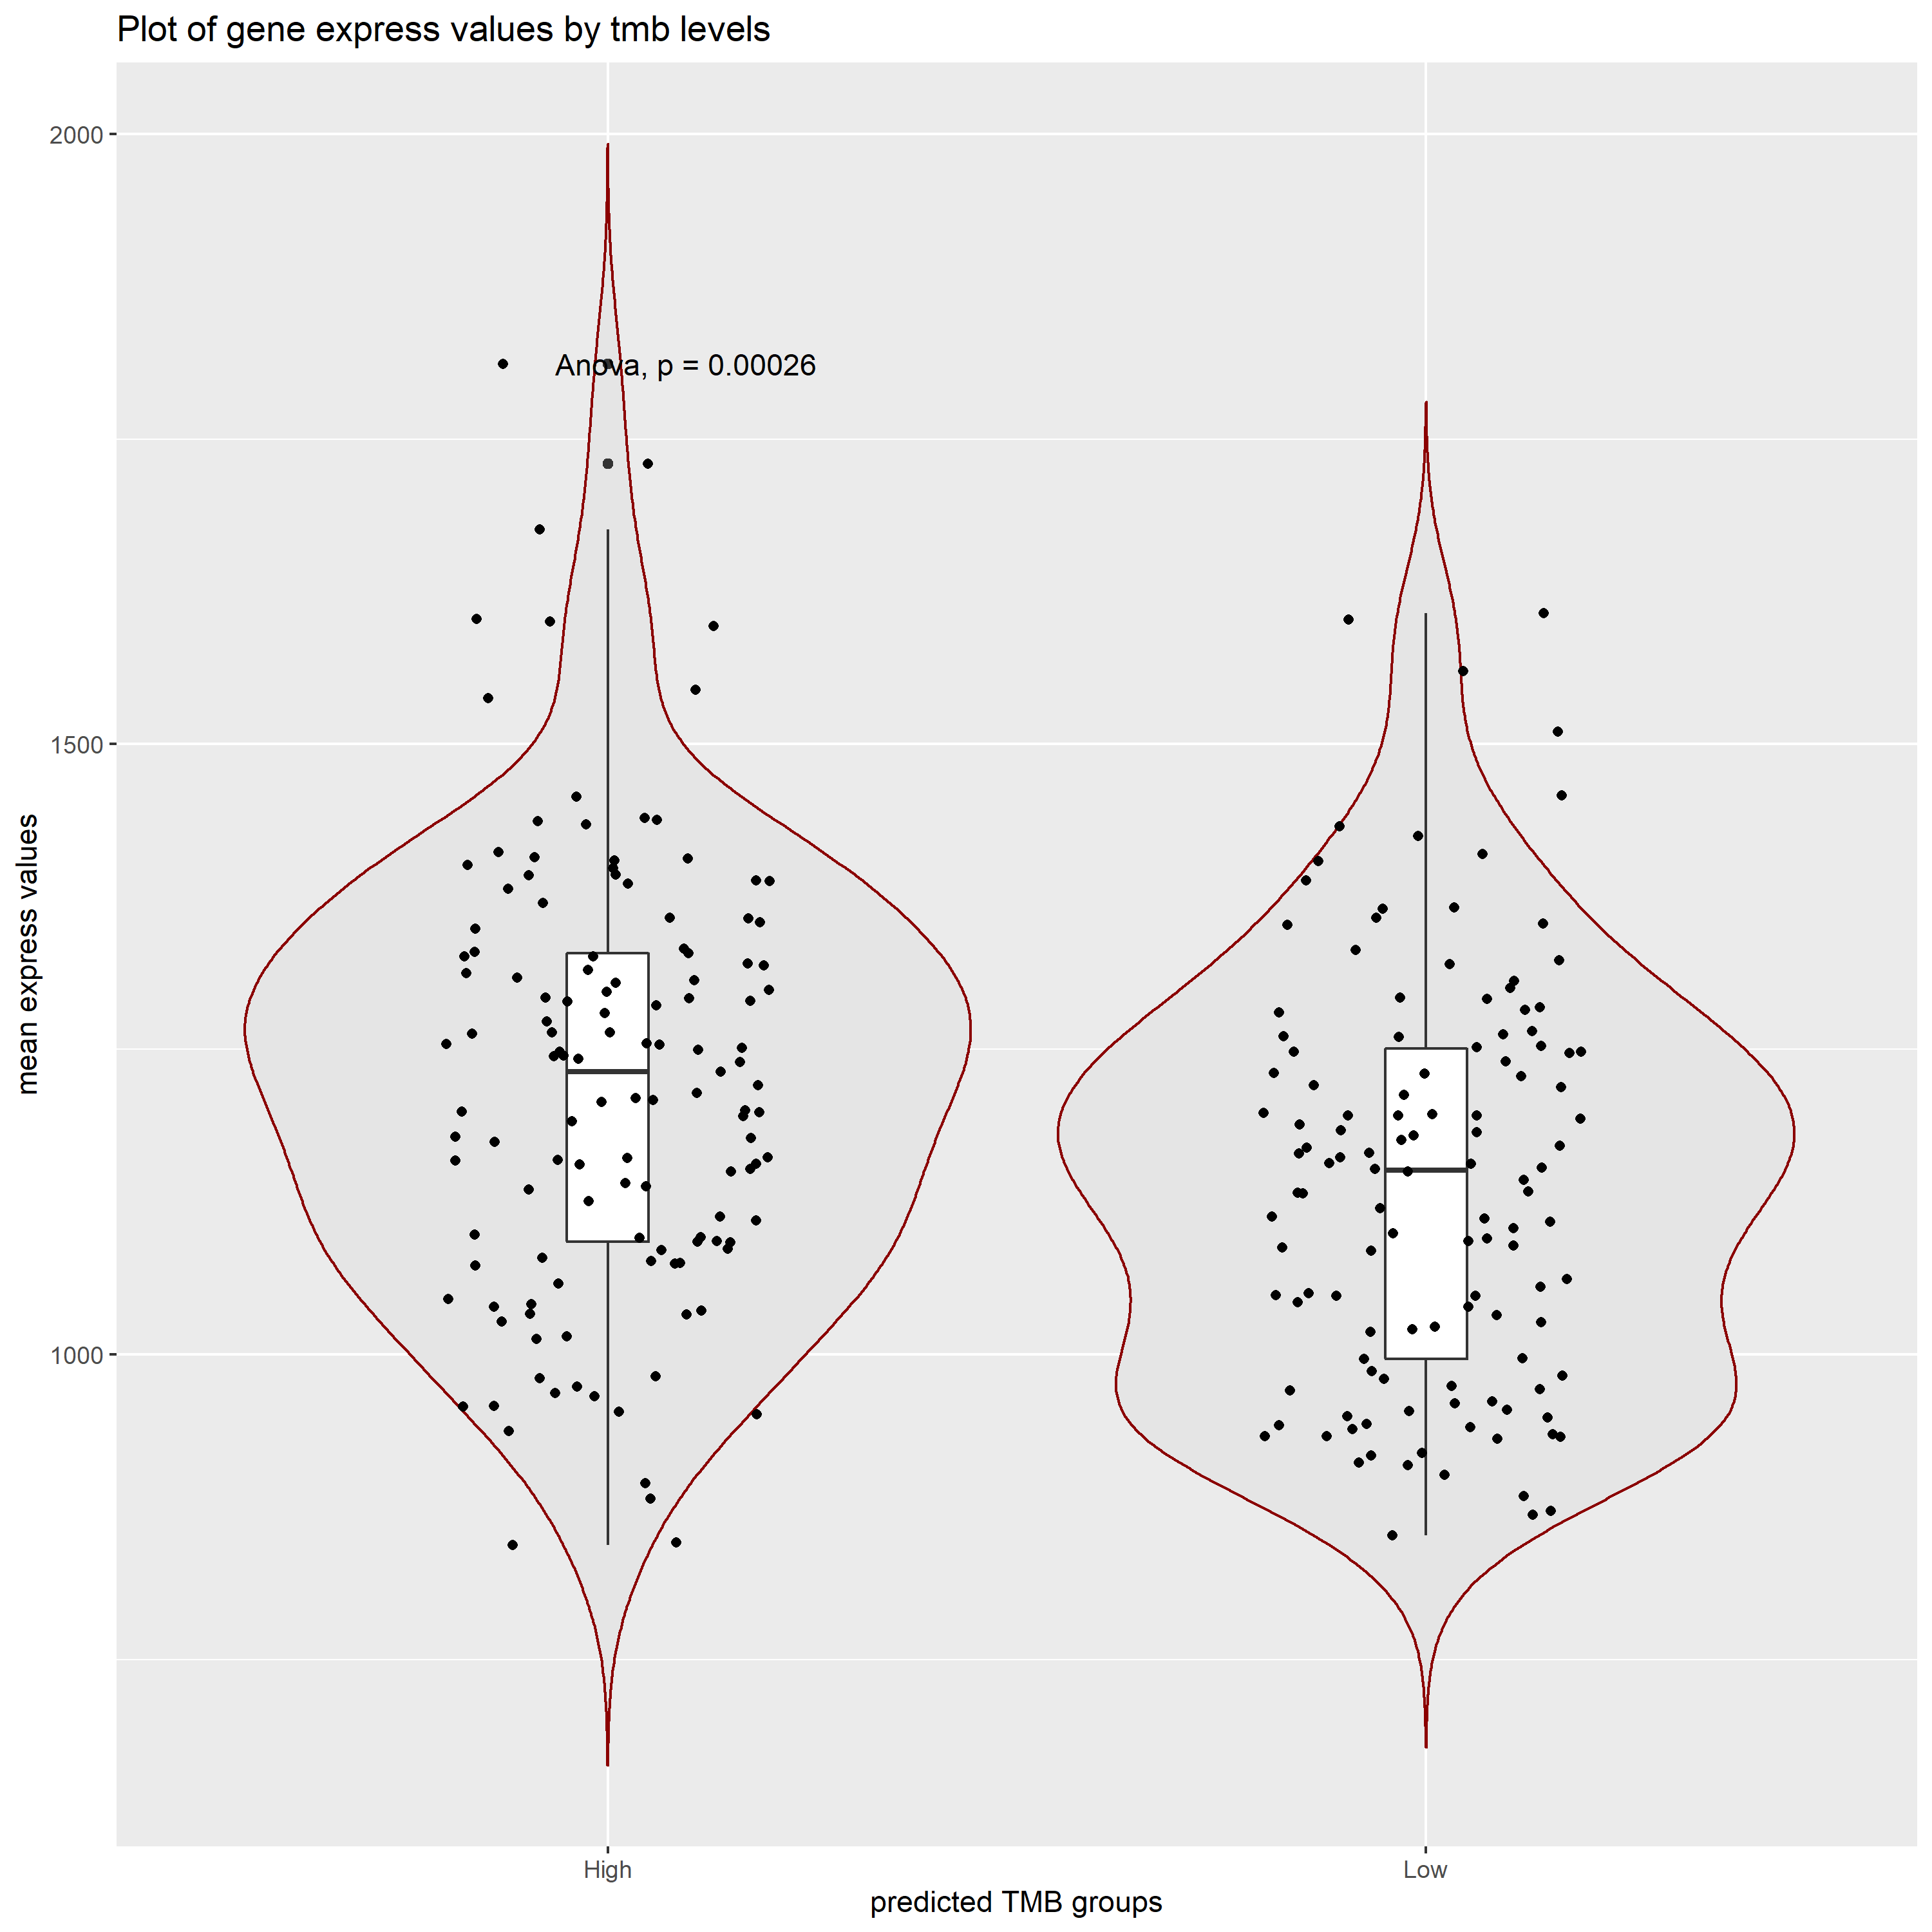 Plot of gene express values by tmb levels
2000
Anova, p = 0.00026
1500
mean express values
1000
High
Low
predicted TMB groups